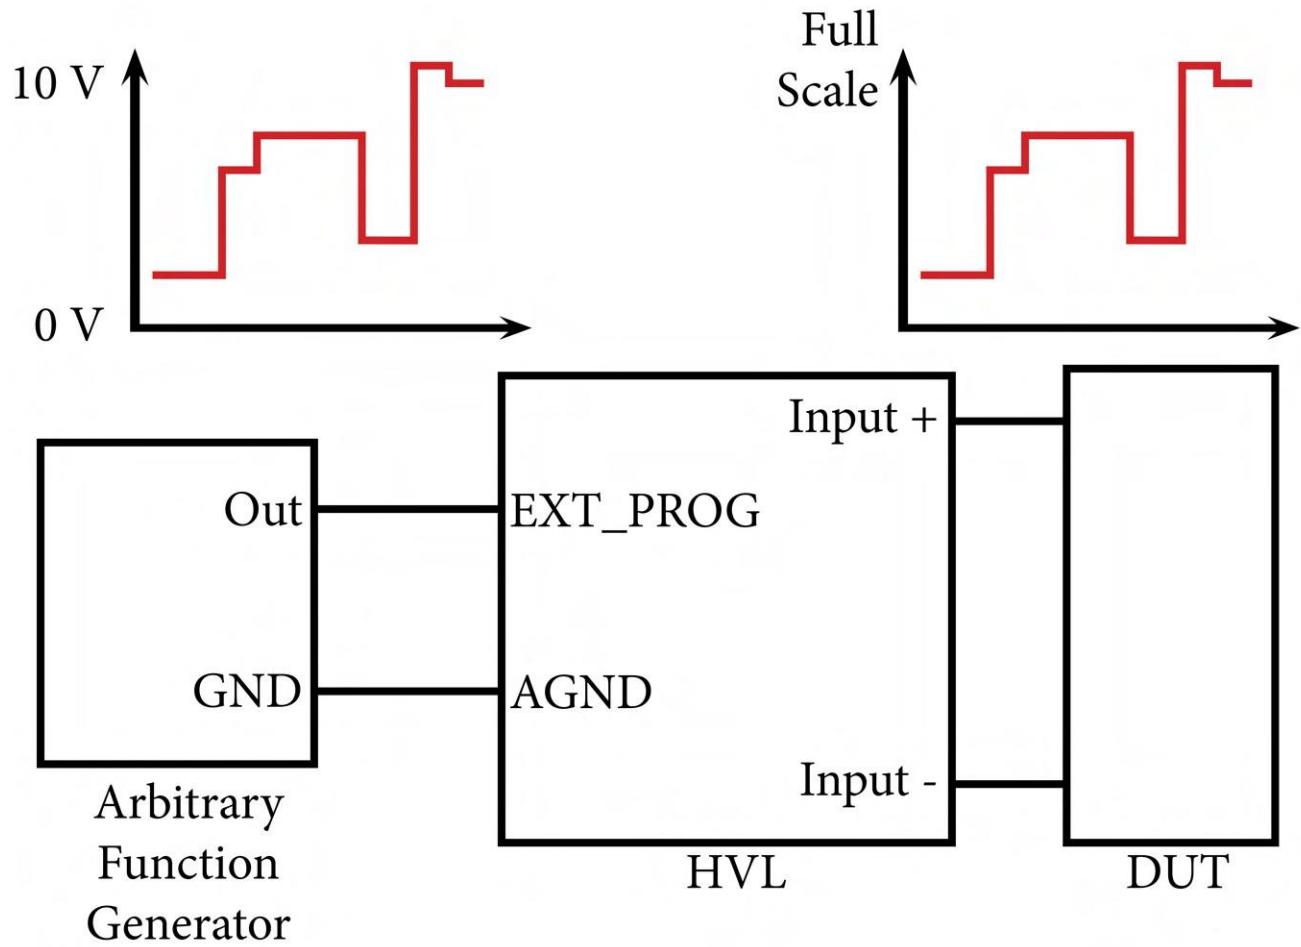 10 V
0 V
Full
Scale
Out
GND
Arbitrary
Function
Generator
EXT_PROG
AGND
Input +
Input -
HVL
DUT